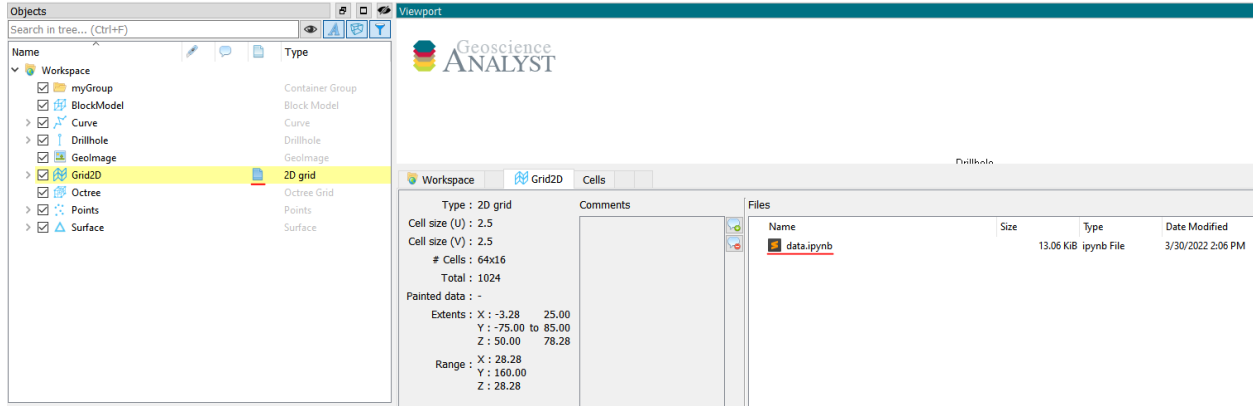 Objects
Search in tree... (Ctrl+F)
Name Type
Workspace
myGroup Container Group
BlockModel Block Model
Curve Curve
Drillhole Drillhole
GeoImage GeoImage
Grid2D 2D grid
Octree Octree Grid
Points Points
Surface Surface
Viewport
Geoscience
ANALYST
Drillhole
Workspace Grid2D Cells
Type : 2D grid
Cell size (U) : 2.5
Cell size (V) : 2.5
# Cells : 64x16
Total : 1024
Painted data : -
Extents : X : -3.28 25.00
Y : -75.00 to 85.00
Z : 50.00 78.28
Range : X : 28.28
Y : 160.00
Z : 28.28
Comments
Files
Name Size Type Date Modified
data.ipynb 13.06 KiB ipynb File 3/30/2022 2:06 PM